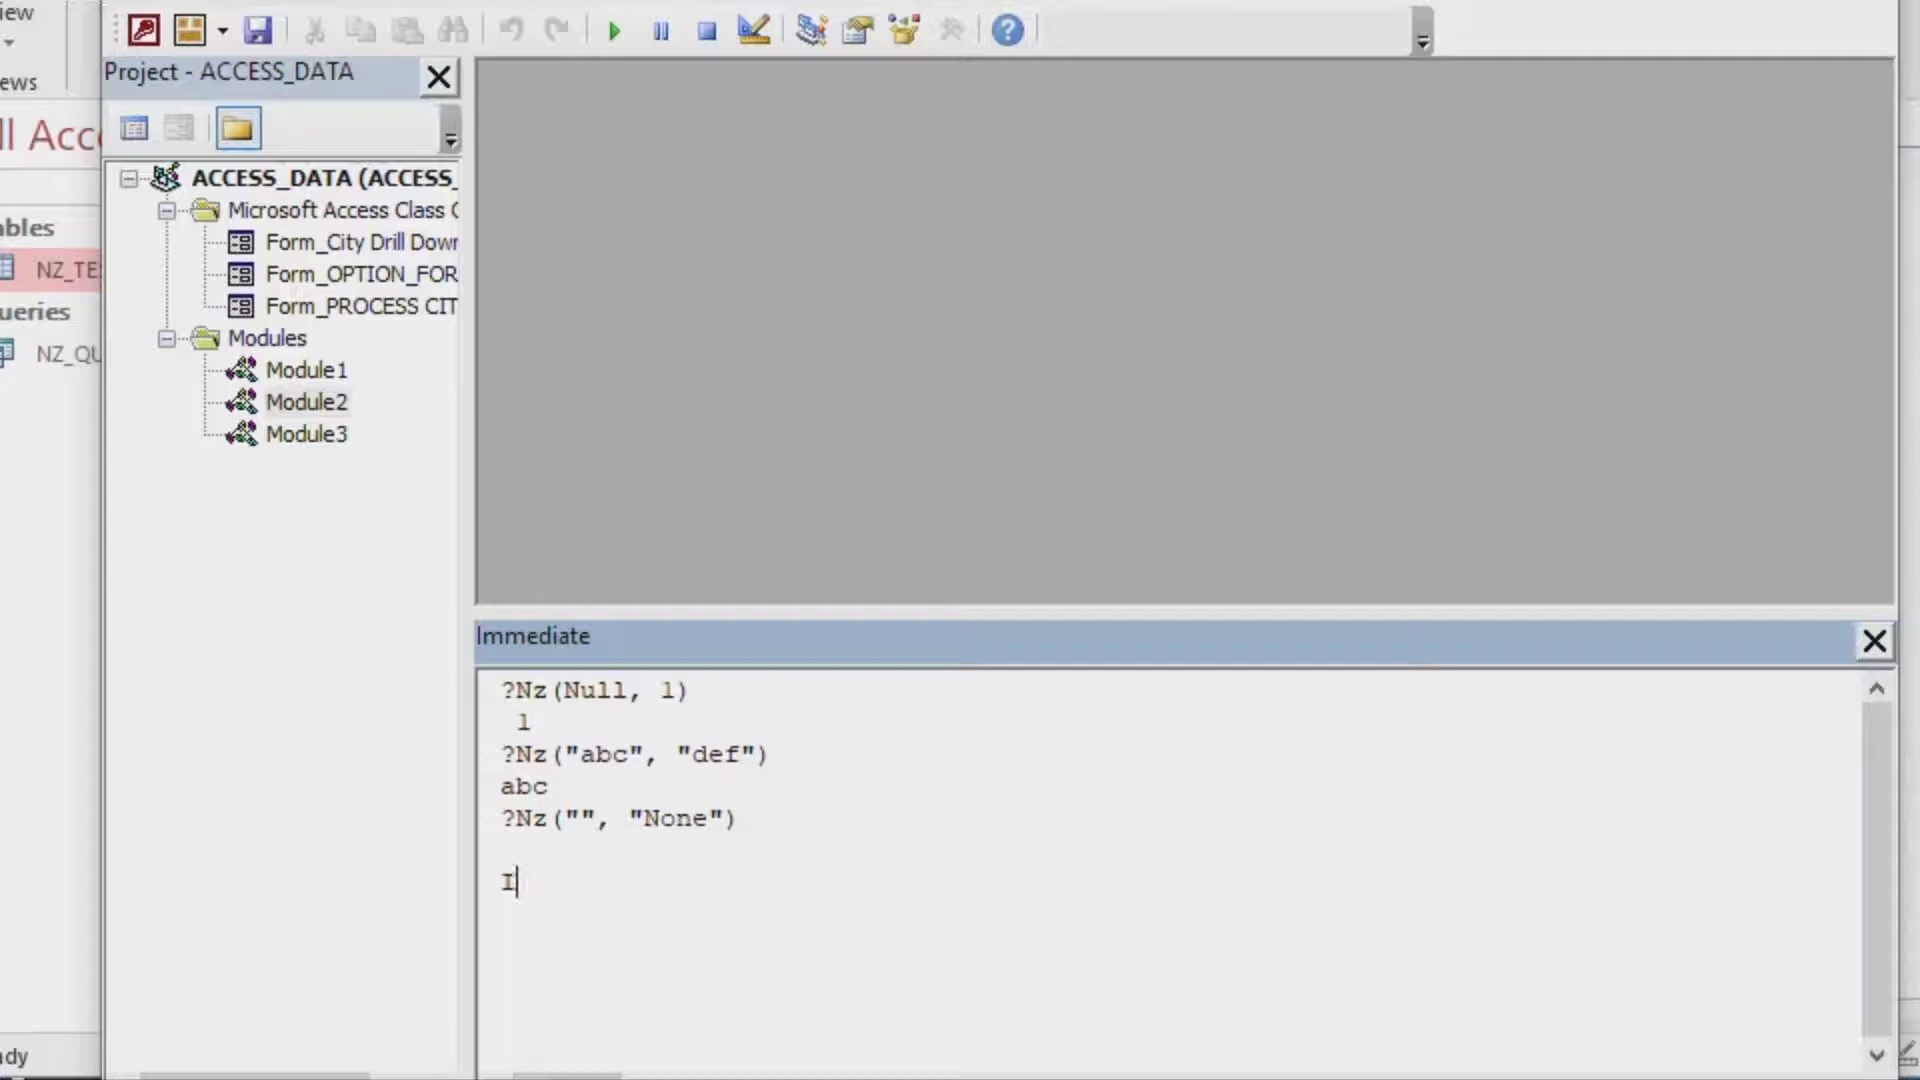 iew
ews
Project - ACCESS_DATA
ll Acc
ACCESS_DATA (ACCESS_
Microsoft Access Class
Form_City Drill Down
ables
Form_OPTION_FOR
NZ_TE
Form_PROCESS CIT
ueries
Modules
NZ_QU
Module1
Module2
Module3
Immediate
?Nz(Null, 1)
1
?Nz("abc", "def")
abc
?Nz("", "None")
ady